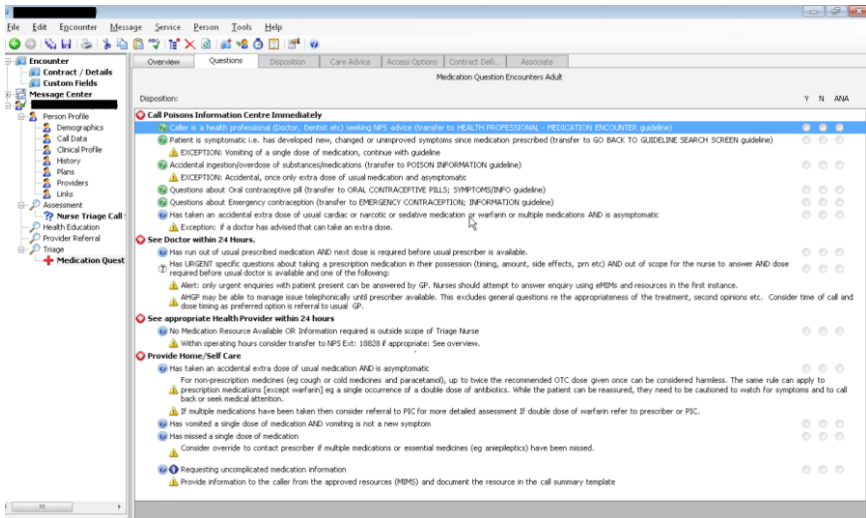 File Edit Encounter Message Service Person Tools Help
Encounter
Contract / Details
Custom Fields
Message Center
Person Profile
Demographics
Call Data
Clinical Profile
History
Plans
Providers
Links
Assessment
Nurse Triage Call
Health Education
Provider Referral
Triage
Medication Quest
Overview Questions Disposition Care Advice Access Options Contract Defi... Associate
Medication Question Encounters Adult
Disposition: Y N ANA
Call Poisons Information Centre Immediately
Caller is a health professional (Doctor, Dentist etc) seeking NPS advice (transfer to HEALTH PROFESSIONAL - MEDICATION ENCOUNTER guideline)
Patient is symptomatic i.e. has developed new, changed or unimproved symptoms since medication prescribed (transfer to GO BACK TO GUIDELINE SEARCH SCREEN guideline)
EXCEPTION: Vomiting of a single dose of medication, continue with guideline
Accidental ingestion/overdose of substances/medications (transfer to POISON INFORMATION guideline)
EXCEPTION: Accidental, once only extra dose of usual medication and asymptomatic
Questions about Oral contraceptive pill (transfer to ORAL CONTRACEPTIVE PILLS; SYMPTOMS/INFO guideline)
Questions about Emergency contraception (transfer to EMERGENCY CONTRACEPTION; INFORMATION guideline)
Has taken an accidental extra dose of usual cardiac or narcotic or sedative medication or warfarin or multiple medications AND is asymptomatic
Exception: if a doctor has advised that can take an extra dose.
See Doctor within 24 Hours.
Has run out of usual prescribed medication AND next dose is required before usual prescriber is available.
Has URGENT specific questions about taking a prescription medication in their possession (timing, amount, side effects, prn etc) AND out of scope for the nurse to answer AND dose
required before usual doctor is available and one of the following:
Alert: only urgent enquiries with patient present can be answered by GP. Nurses should attempt to answer enquiry using eMIMs and resources in the first instance.
AHGP may be able to manage issue telephonically until prescriber available. This excludes general questions re the appropriateness of the treatment, second opinions etc. Consider time of call and
dose timing as preferred option is referral to usual GP.
See appropriate Health Provider within 24 hours
No Medication Resource Available OR Information required is outside scope of Triage Nurse
Within operating hours consider transfer to NPS Ext: 18828 if appropriate: See overview.
Provide Home/Self Care
Has taken an accidental extra dose of usual medication AND is asymptomatic
For non-prescription medicines (eg cough or cold medicines and paracetamol), up to twice the recommended OTC dose given once can be considered harmless. The same rule can apply to
prescription medications [except warfarin] eg a single occurrence of a double dose of antibiotics. While the patient can be reassured, they need to be cautioned to watch for symptoms and to call
back or seek medical attention.
If multiple medications have been taken then consider referral to PIC for more detailed assessment If double dose of warfarin refer to prescriber or PIC.
Has vomited a single dose of medication AND vomiting is not a new symptom
Has missed a single dose of medication
Consider override to contact prescriber if multiple medications or essential medicines (eg aniepileptics) have been missed.
Requesting uncomplicated medication information
Provide information to the caller from the approved resources (MIMS) and document the resource in the call summary template